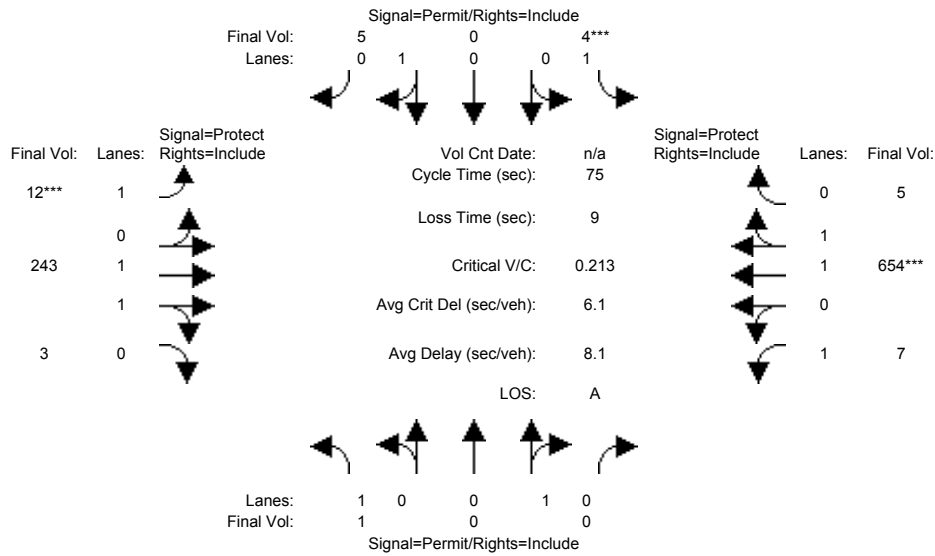 Signal=Permit/Rights=Include
Final Vol: 5 0 4***
Lanes: 0 1 0 0 1
Signal=Protect Signal=Protect
Final Vol: Lanes: Rights=Include Vol Cnt Date: n/a Rights=Include Lanes: Final Vol:
Cycle Time (sec): 75
12*** 1 0 5
Loss Time (sec): 9
0 1
243 1 Critical V/C: 0.213 1 654***
1 Avg Crit Del (sec/veh): 6.1 0
3 0 Avg Delay (sec/veh): 8.1 1 7
LOS: A
Lanes: 1 0 0 1 0
Final Vol: 1 0 0
Signal=Permit/Rights=Include